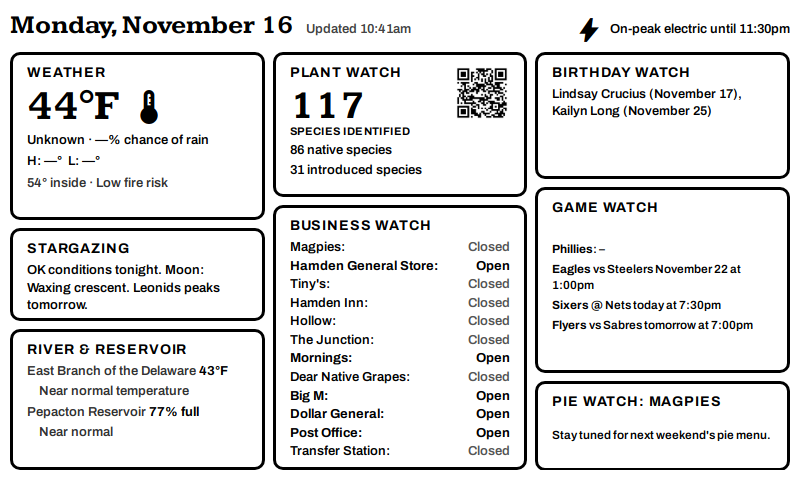 Monday, November 16 Updated 10:41am
On-peak electric until 11:30pm
WEATHER
44°F
Unknown · —% chance of rain
H: —° L: —°
54° inside · Low fire risk
STARGAZING
OK conditions tonight. Moon:
Waxing crescent. Leonids peaks
tomorrow.
RIVER & RESERVOIR
East Branch of the Delaware 43°F
Near normal temperature
Pepacton Reservoir 77% full
Near normal
PLANT WATCH
117
SPECIES IDENTIFIED
86 native species
31 introduced species
BUSINESS WATCH
Magpies: Closed
Hamden General Store: Open
Tiny's: Closed
Hamden Inn: Closed
Hollow: Closed
The Junction: Closed
Mornings: Open
Dear Native Grapes: Closed
Big M: Open
Dollar General: Open
Post Office: Open
Transfer Station: Closed
BIRTHDAY WATCH
Lindsay Crucius (November 17),
Kailyn Long (November 25)
GAME WATCH
Phillies: –
Eagles vs Steelers November 22 at
1:00pm
Sixers @ Nets today at 7:30pm
Flyers vs Sabres tomorrow at 7:00pm
PIE WATCH: MAGPIES
Stay tuned for next weekend's pie menu.